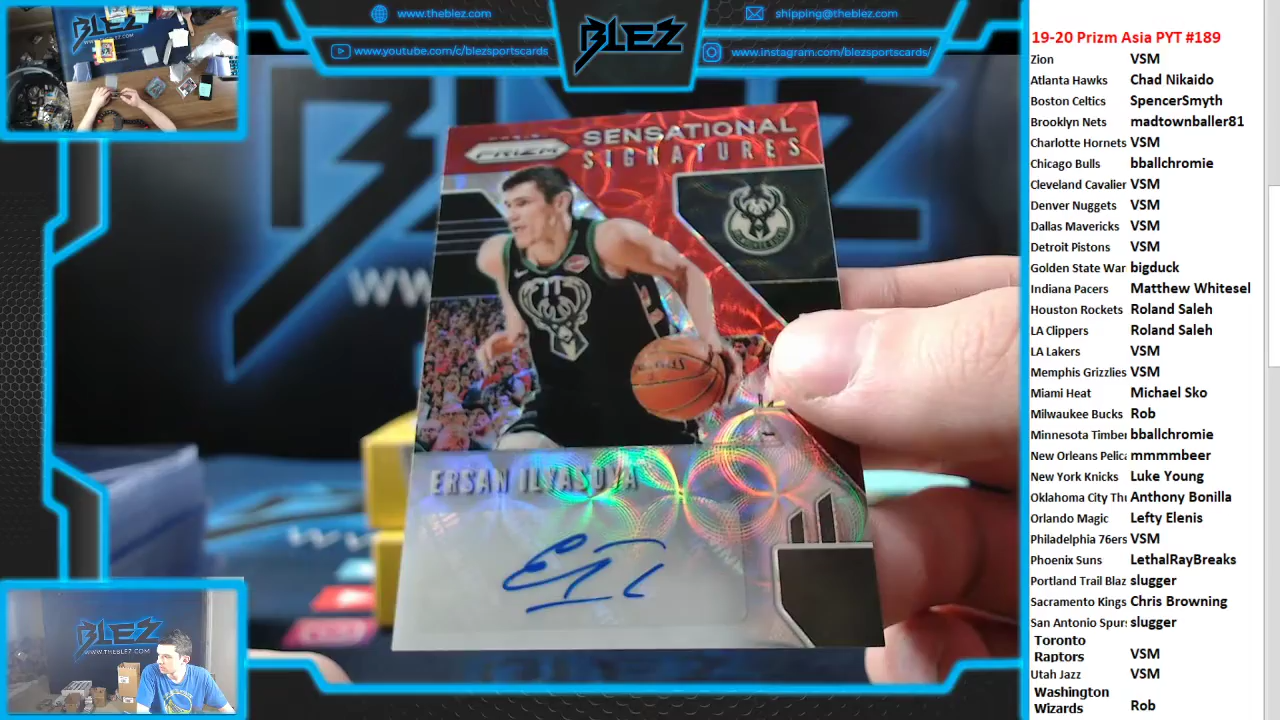 www.theblez.com
shipping@theblez.com
www.youtube.com/c/blezsportscards
www.instagram.com/blezsportscards/
BLEZ
PRIZM
SENSATIONAL
SIGNATURES
ERSAN ILYASOVA
BLEZ
WWW.THEBLEZ.COM
19-20 Prizm Asia PYT #189
Zion VSM
Atlanta Hawks Chad Nikaido
Boston Celtics SpencerSmyth
Brooklyn Nets madtownballer81
Charlotte Hornets VSM
Chicago Bulls bballchromie
Cleveland Cavalier VSM
Denver Nuggets VSM
Dallas Mavericks VSM
Detroit Pistons VSM
Golden State War bigduck
Indiana Pacers Matthew Whitesel
Houston Rockets Roland Saleh
LA Clippers Roland Saleh
LA Lakers VSM
Memphis Grizzlies VSM
Miami Heat Michael Sko
Milwaukee Bucks Rob
Minnesota Timber bballchromie
New Orleans Pelica mmmmbeer
New York Knicks Luke Young
Oklahoma City Thu Anthony Bonilla
Orlando Magic Lefty Elenis
Philadelphia 76ers VSM
Phoenix Suns LethalRayBreaks
Portland Trail Blaz slugger
Sacramento Kings Chris Browning
San Antonio Spurs slugger
Toronto
Raptors VSM
Utah Jazz VSM
Washington
Wizards Rob